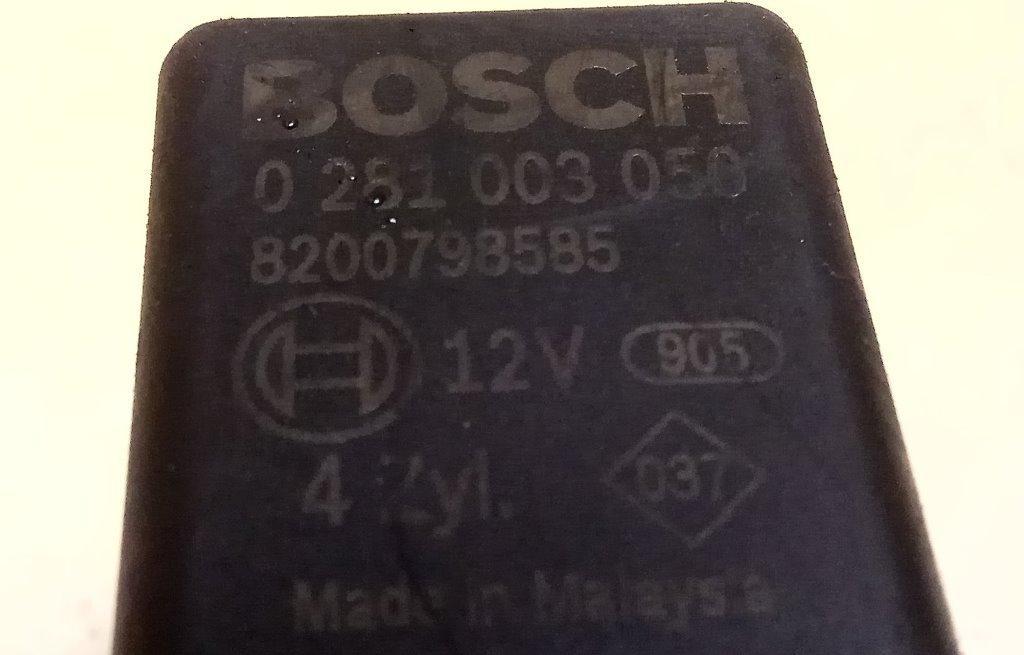 BOSCH
0 281 003 050
8200798585
12V 905
4 Zyl. 037
Made in Malaysia